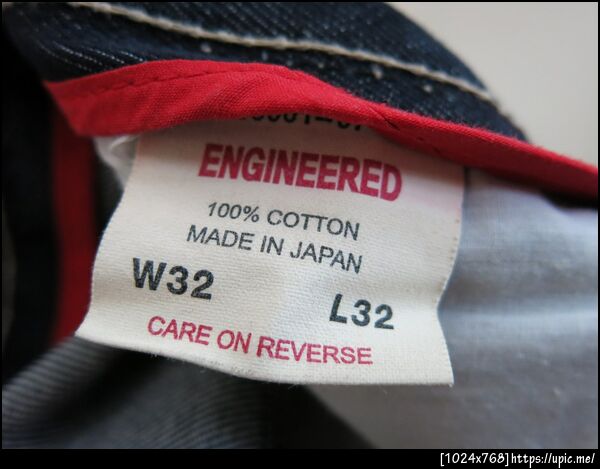 ENGINEERED
100% COTTON
MADE IN JAPAN
W32 L32
CARE ON REVERSE
[1024x768]https://upic.me/